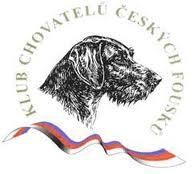 KLUB CHOVATELŮ ČESKÝCH FOUSKŮ